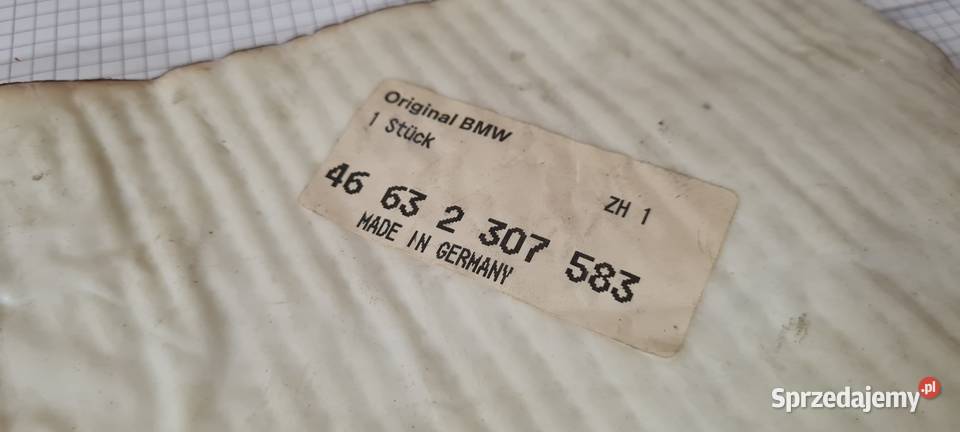 Original BMW
1 Stück
ZH 1
46 63 2 307 583
MADE IN GERMANY
Sprzedajemy.pl